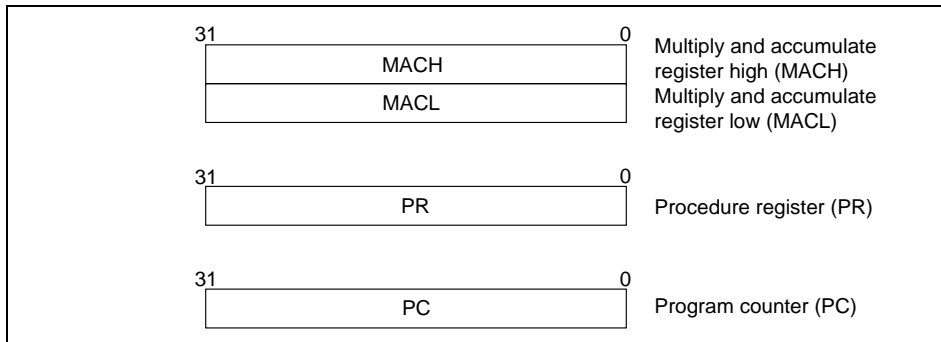 31 0
MACH
Multiply and accumulate
register high (MACH)
MACL
Multiply and accumulate
register low (MACL)
31 0
PR
Procedure register (PR)
31 0
PC
Program counter (PC)